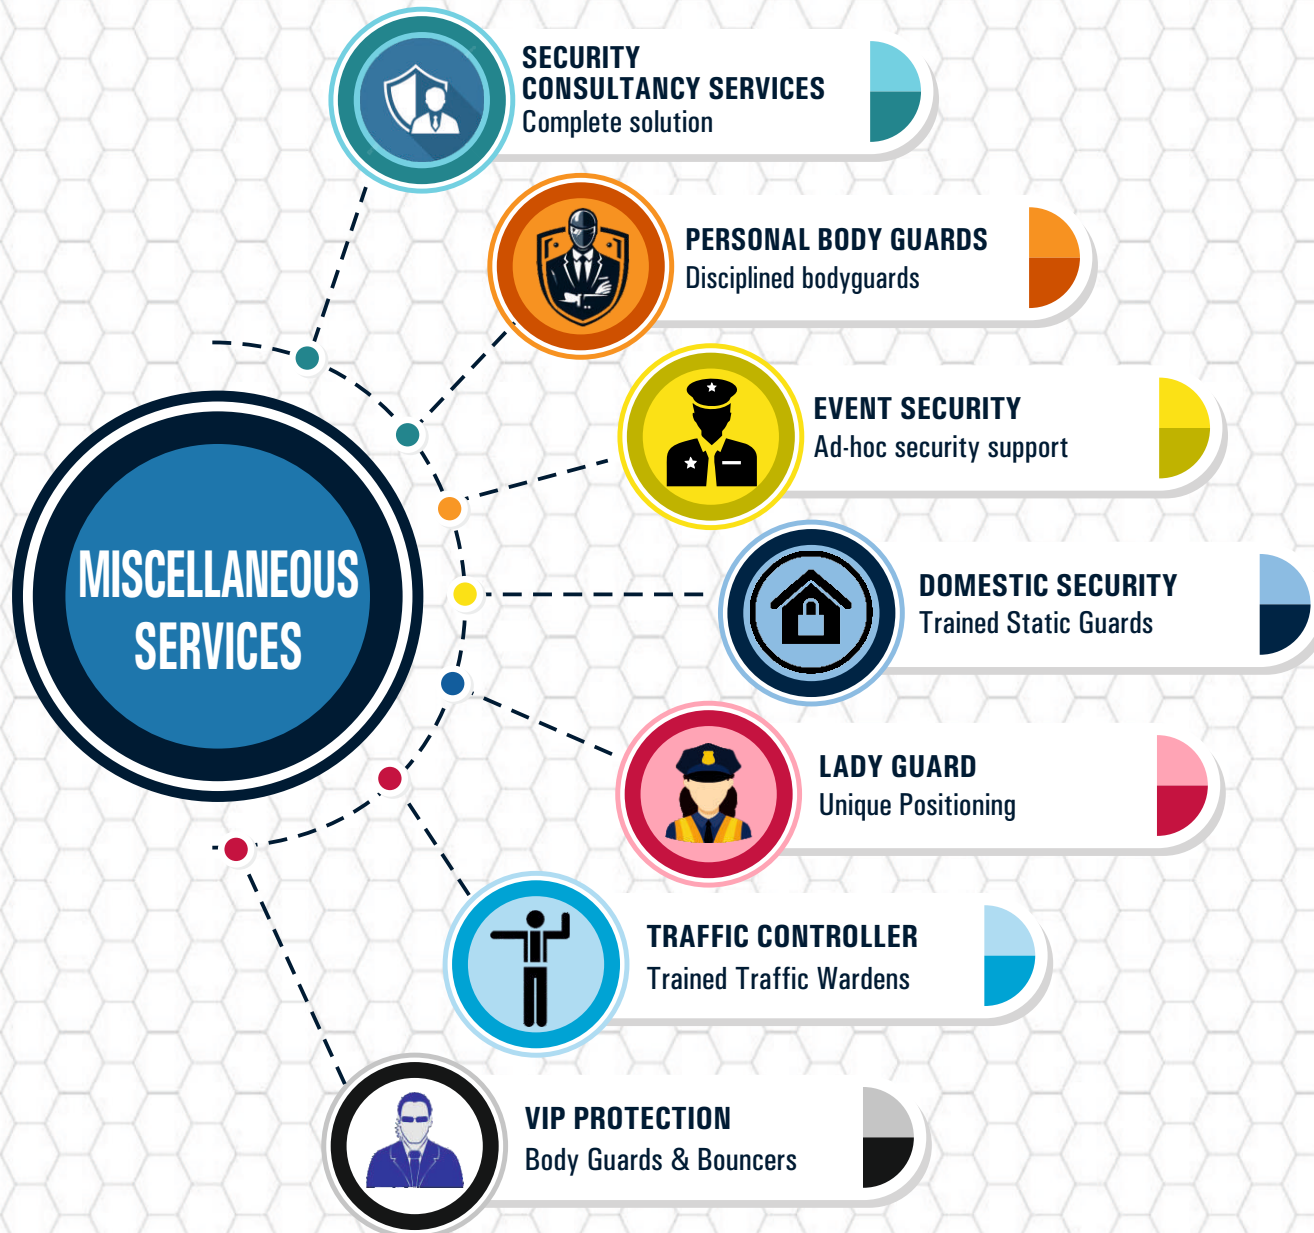 SECURITY
CONSULTANCY SERVICES
Complete solution
PERSONAL BODY GUARDS
Disciplined bodyguards
EVENT SECURITY
Ad-hoc security support
MISCELLANEOUS
SERVICES
DOMESTIC SECURITY
Trained Static Guards
LADY GUARD
Unique Positioning
TRAFFIC CONTROLLER
Trained Traffic Wardens
VIP PROTECTION
Body Guards & Bouncers